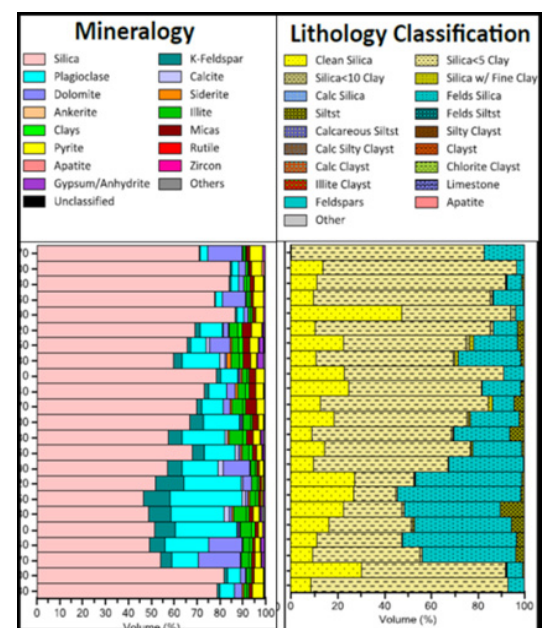 Mineralogy
Silica
K-Feldspar
Plagioclase
Calcite
Dolomite
Siderite
Ankerite
Illite
Clays
Micas
Pyrite
Rutile
Apatite
Zircon
Gypsum/Anhydrite
Others
Unclassified
0 10 20 30 40 50 60 70 80 90 100
Volume (%)
Lithology Classification
Clean Silica
Silica<5 Clay
Silica<10 Clay
Silica w/ Fine Clay
Calc Silica
Felds Silica
Siltst
Felds Siltst
Calcareous Siltst
Silty Clayst
Calc Silty Clayst
Clayst
Calc Clayst
Chlorite Clayst
Illite Clayst
Limestone
Feldspars
Apatite
Other
0 20 40 60 80 100
Volume (%)